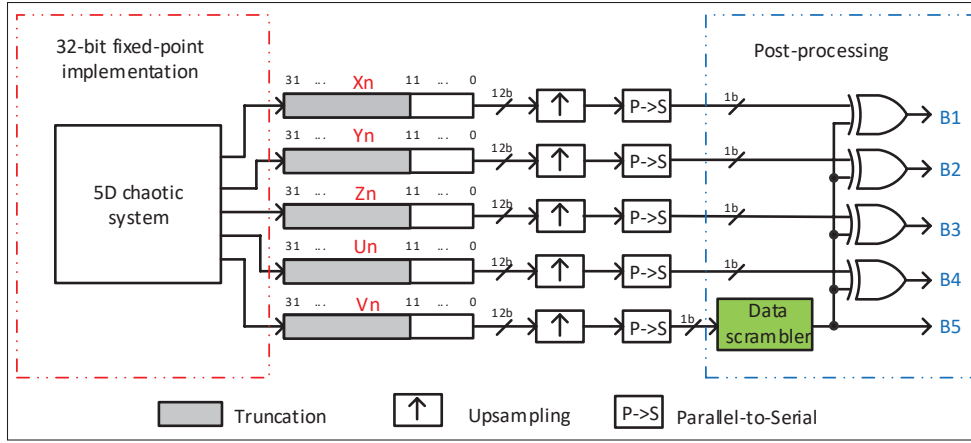 32-bit fixed-point
implementation
Post-processing
5D chaotic
system
31 ... Xn 11 ... 0
12b
P->S
1b
B1
31 ... Yn 11 ... 0
12b
P->S
1b
B2
31 ... Zn 11 ... 0
12b
P->S
1b
B3
31 ... Un 11 ... 0
12b
P->S
1b
B4
31 ... Vn 11 ... 0
12b
P->S
1b
Data
scrambler
B5
Truncation
Upsampling
P->S
Parallel-to-Serial